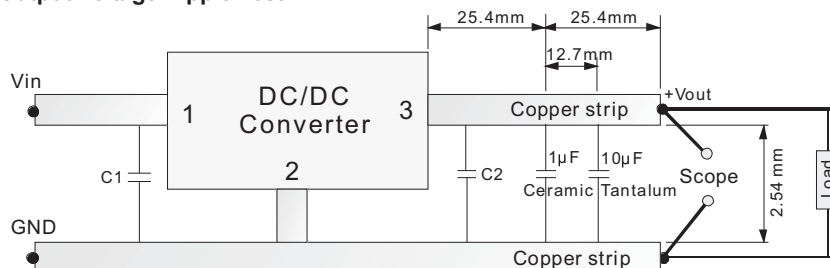 25.4mm 25.4mm
12.7mm
Vin
+Vout
1
DC/DC
Converter
3
Copper strip
C1
2
C2
1µF
Ceramic
10µF
Tantalum
Scope
2.54 mm
Load
GND
Copper strip